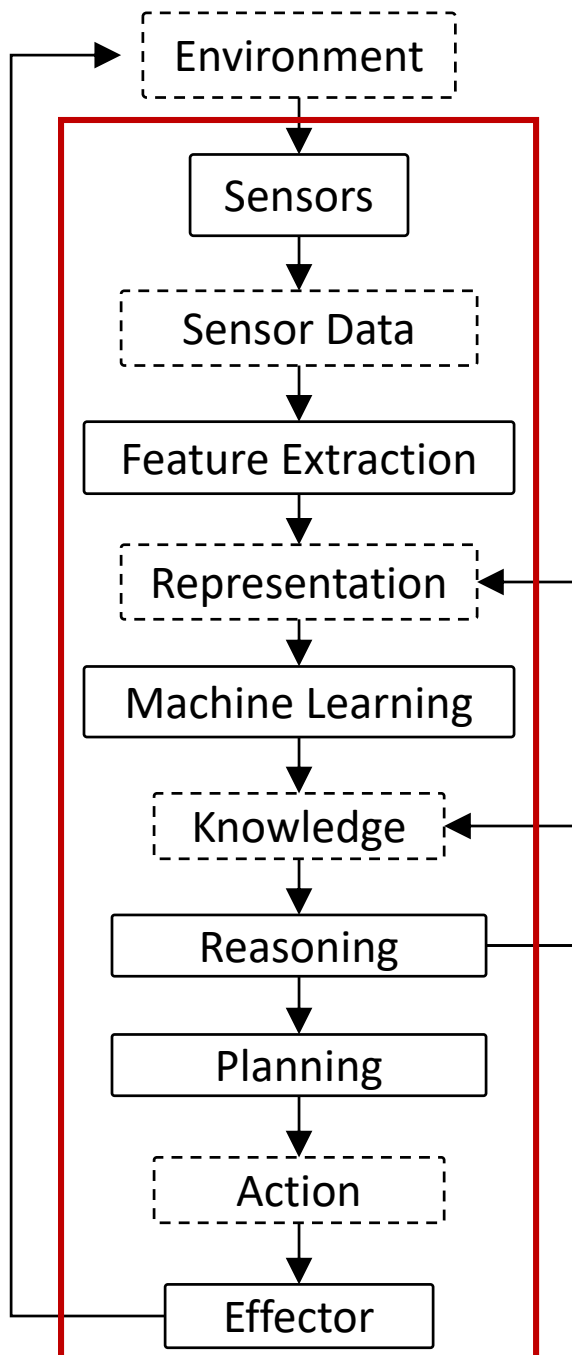 Environment
Sensors
Sensor Data
Feature Extraction
Representation
Machine Learning
Knowledge
Reasoning
Planning
Action
Effector